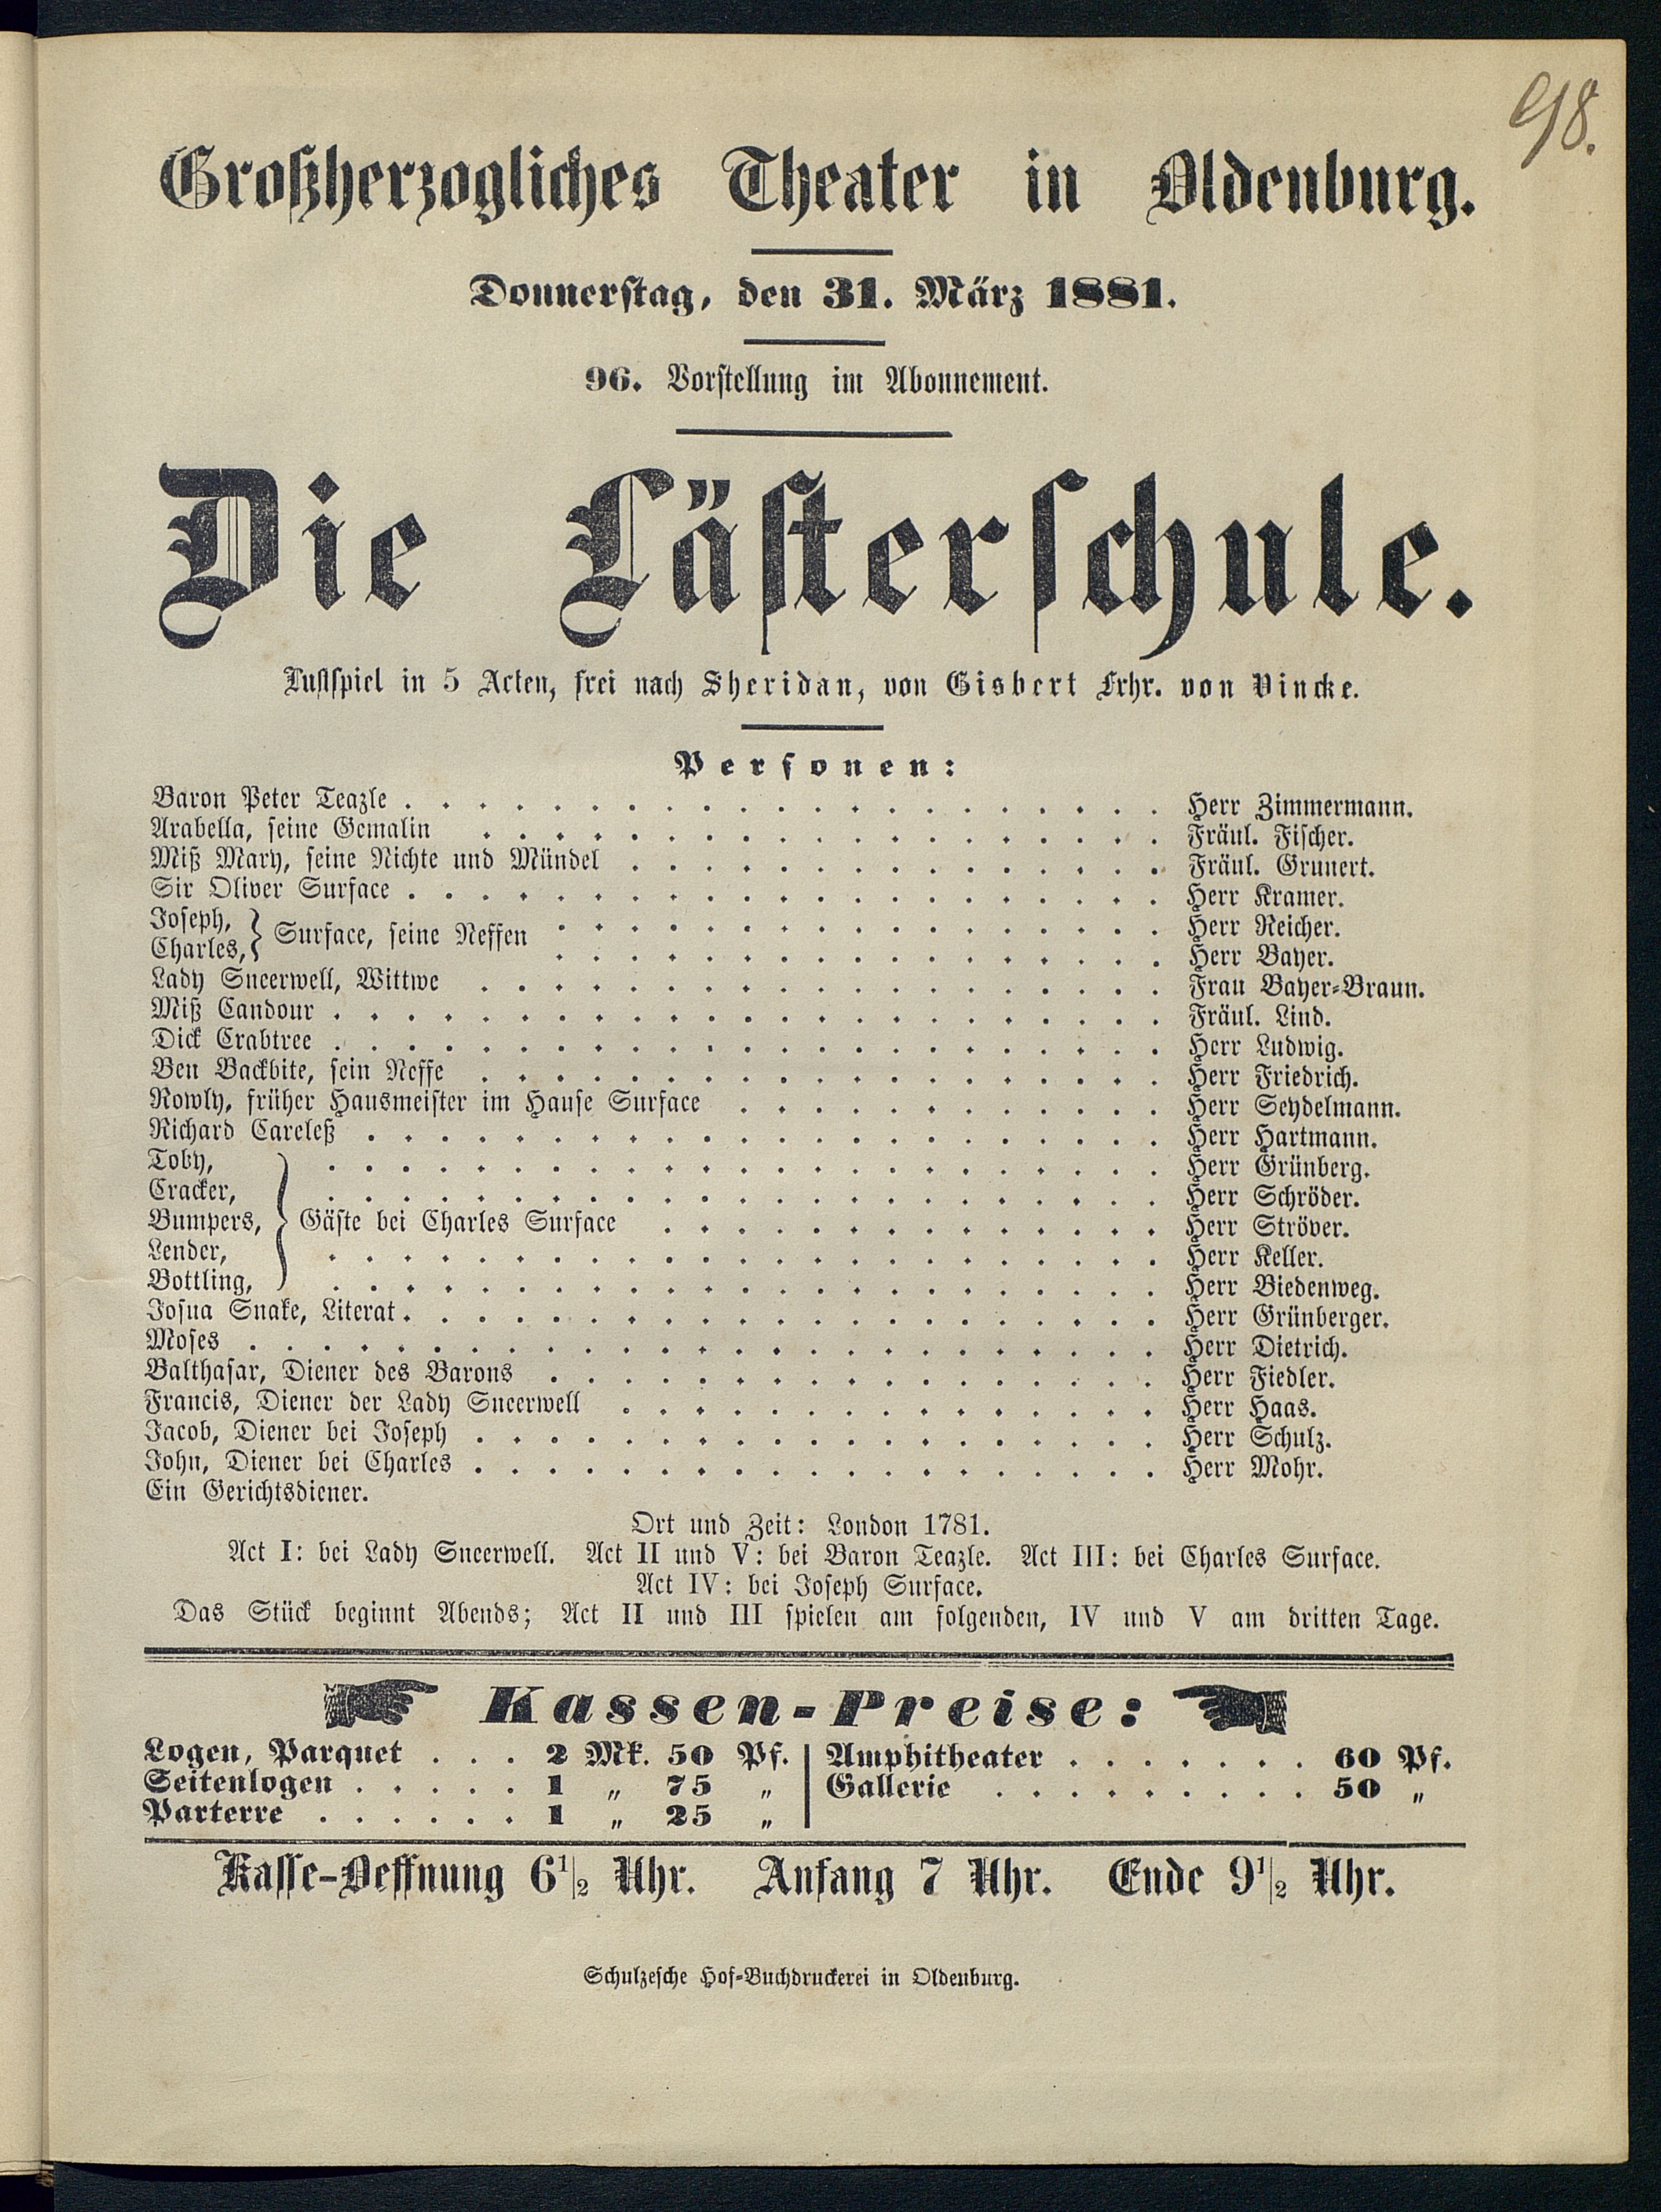 98.
Großherzogliches Theater in Oldenburg.
Donnerstag, den 31. März 1881.
96. Vorstellung im Abonnement.
Die Lästerschule.
Lustspiel in 5 Acten, frei nach Sheridan, von Gisbert Frhr. von Vincke.
Personen:
Baron Peter Teazle . . . . . Herr Zimmermann.
Arabella, seine Gemalin . . . . . Fräul. Fischer.
Miß Mary, seine Nichte und Mündel . . . . . Fräul. Grunert.
Sir Oliver Surface . . . . . Herr Kramer.
Joseph, . . . . . Herr Reicher.
} Surface, seine Neffen
Charles, . . . . . Herr Bayer.
Lady Sneerwell, Wittwe . . . . . Frau Bayer-Braun.
Miß Candour . . . . . Fräul. Lind.
Dick Crabtree . . . . . Herr Ludwig.
Ben Backbite, sein Neffe . . . . . Herr Friedrich.
Rowly, früher Hausmeister im Hause Surface . . . . . Herr Seydelmann.
Richard Careleß . . . . . Herr Hartmann.
Toby, . . . . . Herr Grünberg.
Cracker, . . . . . Herr Schröder.
Bumpers, } Gäste bei Charles Surface . . . . . Herr Ströver.
Lender, . . . . . Herr Keller.
Bottling, . . . . . Herr Biedenweg.
Josua Snake, Literat . . . . . Herr Grünberger.
Moses . . . . . Herr Dietrich.
Balthasar, Diener des Barons . . . . . Herr Fiedler.
Francis, Diener der Lady Sneerwell . . . . . Herr Haas.
Jacob, Diener bei Joseph . . . . . Herr Schulz.
John, Diener bei Charles . . . . . Herr Mohr.
Ein Gerichtsdiener.
Ort und Zeit: London 1781.
Act I: bei Lady Sneerwell. Act II und V: bei Baron Teazle. Act III: bei Charles Surface.
Act IV: bei Joseph Surface.
Das Stück beginnt Abends; Act II und III spielen am folgenden, IV und V am dritten Tage.
Kassen-Preise:
Logen, Parquet . . . 2 Mk. 50 Pf. | Amphitheater . . . . . . . 60 Pf.
Seitenlogen . . . . . 1 „ 75 „ | Gallerie . . . . . . . . . 50 „
Parterre . . . . . . 1 „ 25 „
Kasse-Oeffnung 6 1/2 Uhr. Anfang 7 Uhr. Ende 9 1/2 Uhr.
Schulzesche Hof-Buchdruckerei in Oldenburg.